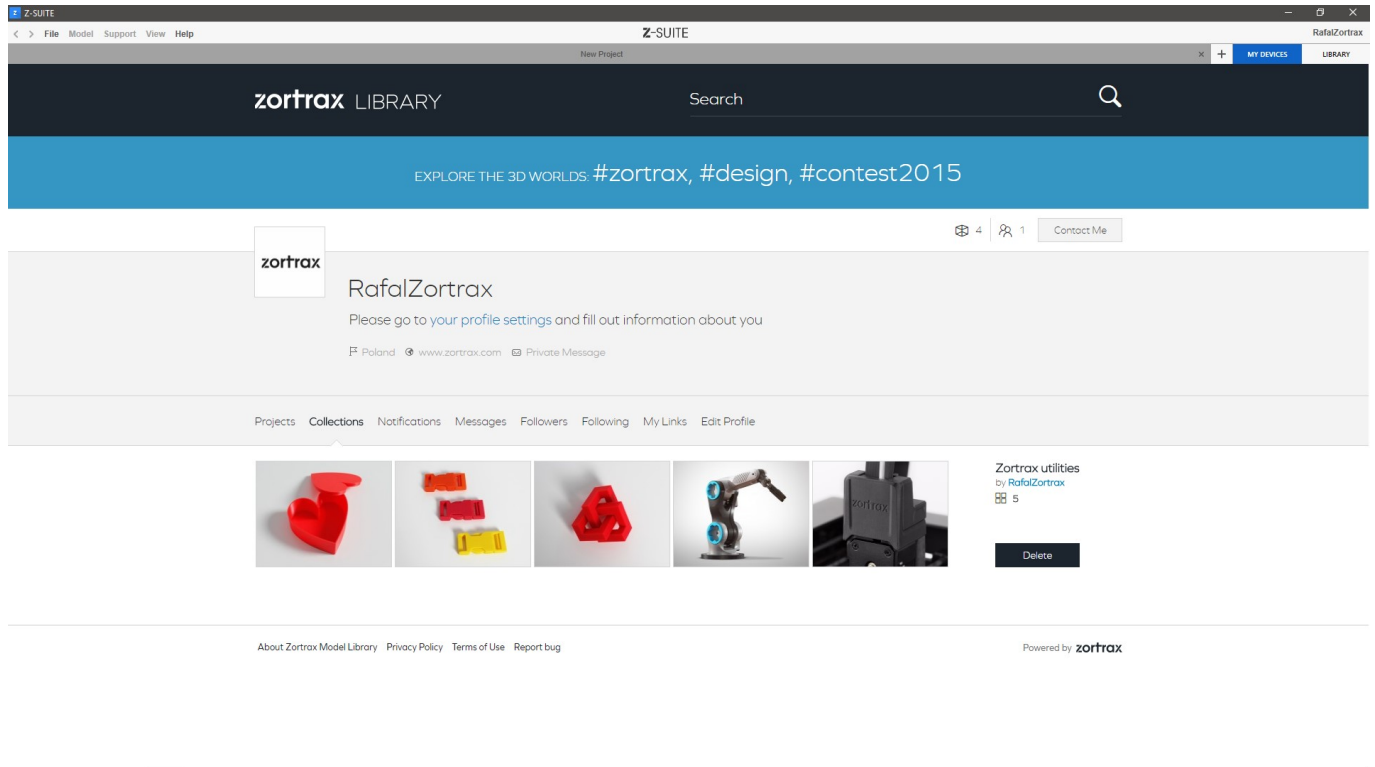 Z Z-SUITE
File Model Support View Help
Z-SUITE
RafalZortrax
New Project
MY DEVICES
LIBRARY
zortrax LIBRARY
Search
EXPLORE THE 3D WORLDS: #zortrax, #design, #contest2015
4 1 Contact Me
zortrax
RafalZortrax
Please go to your profile settings and fill out information about you
Poland www.zortrax.com Private Message
Projects Collections Notifications Messages Followers Following My Links Edit Profile
zortrax
Zortrax utilities
by RafalZortrax
5
Delete
About Zortrax Model Library Privacy Policy Terms of Use Report bug
Powered by zortrax